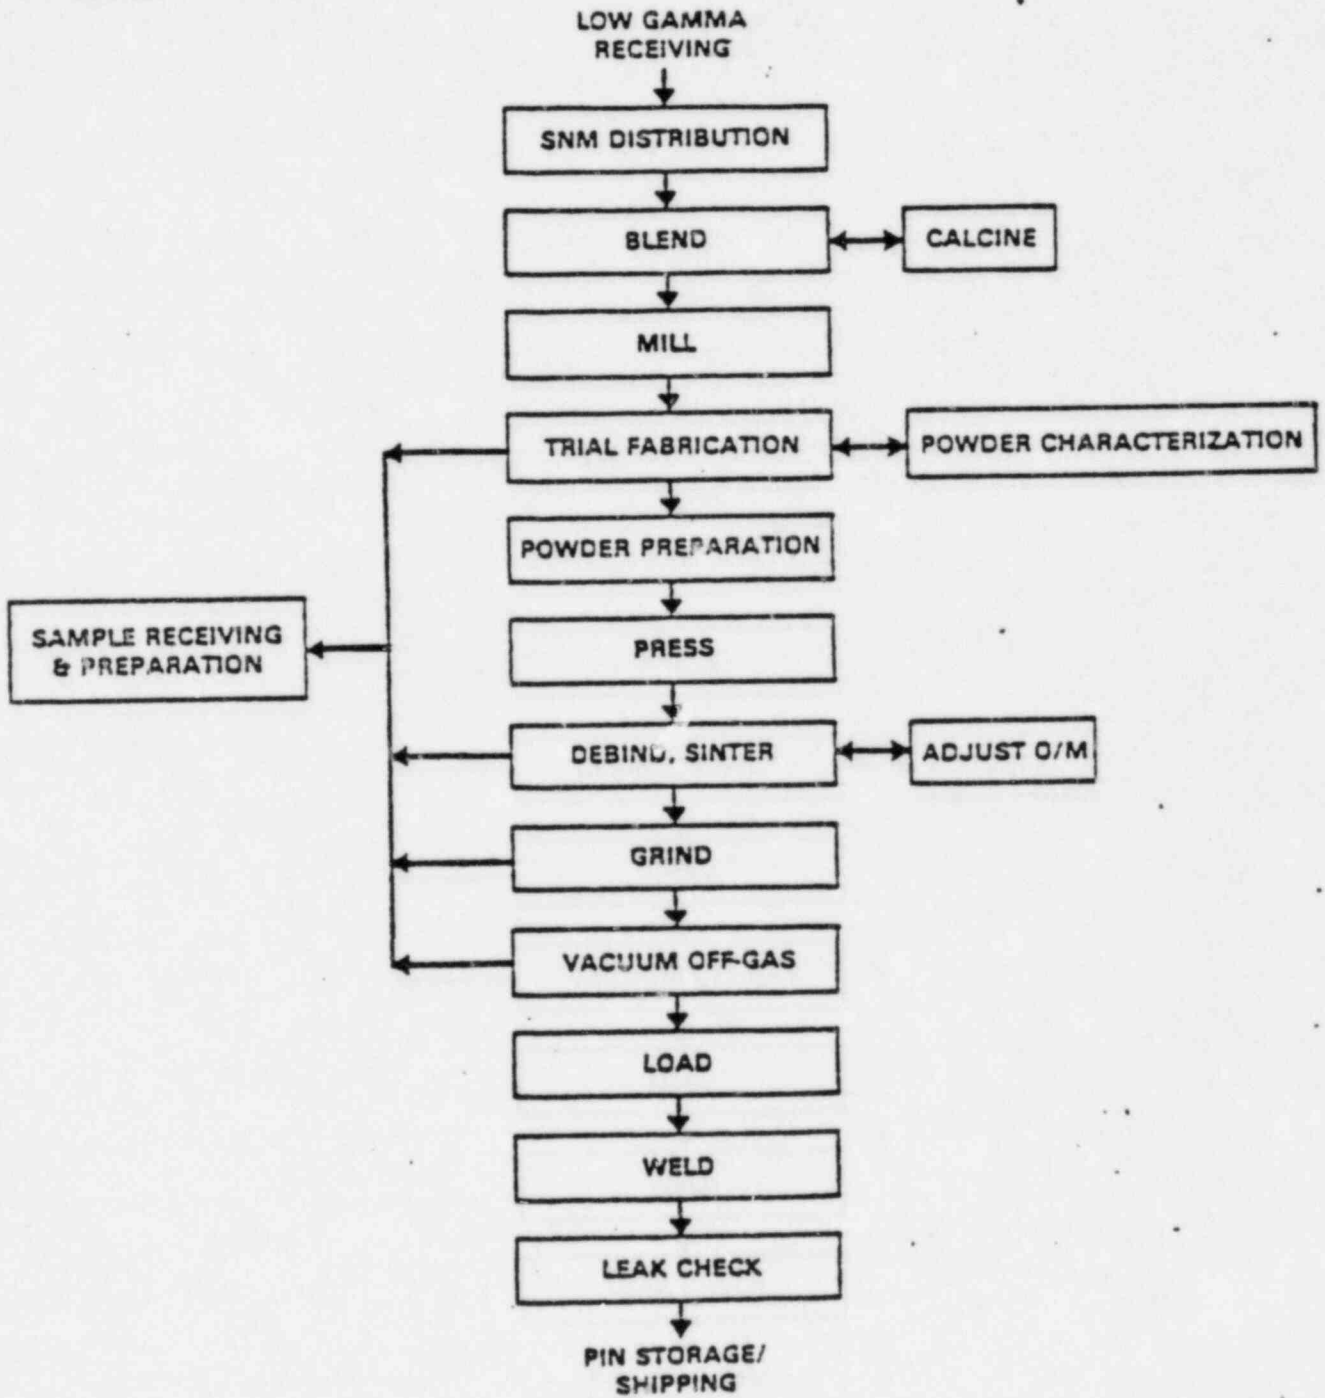 LOW GAMMA
RECEIVING
SNM DISTRIBUTION
BLEND
CALCINE
MILL
TRIAL FABRICATION
POWDER CHARACTERIZATION
POWDER PREPARATION
SAMPLE RECEIVING
& PREPARATION
PRESS
DEBIND, SINTER
ADJUST O/M
GRIND
VACUUM OFF-GAS
LOAD
WELD
LEAK CHECK
PIN STORAGE/
SHIPPING